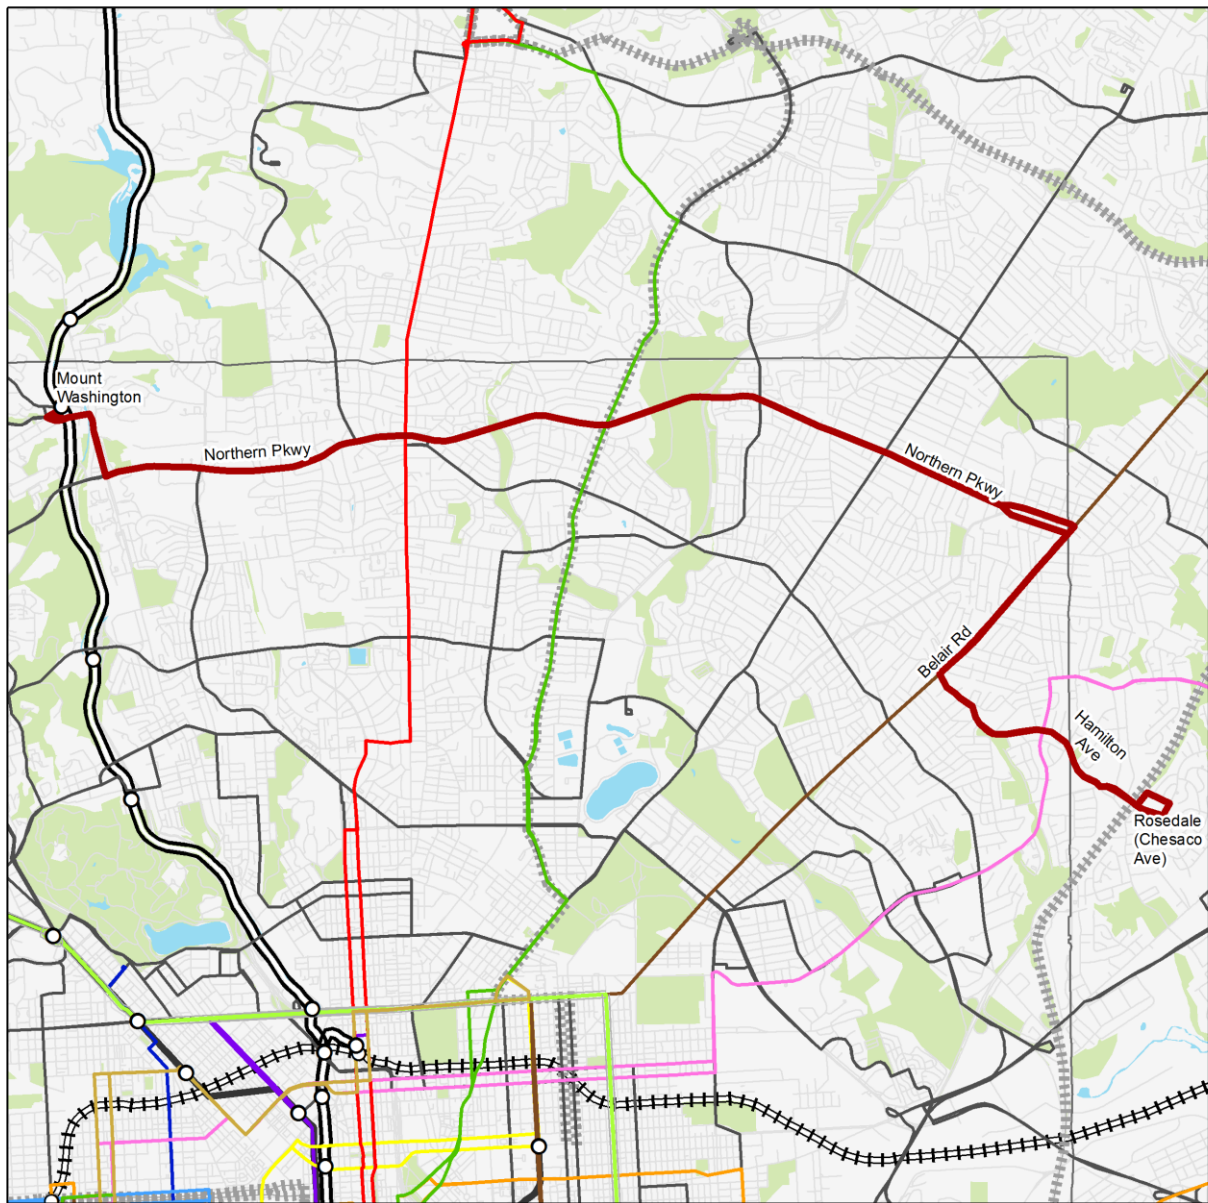 Mount
Washington
Northern Pkwy
Northern Pkwy
Belair Rd
Hamilton
Ave
Rosedale
(Chesaco
Ave)